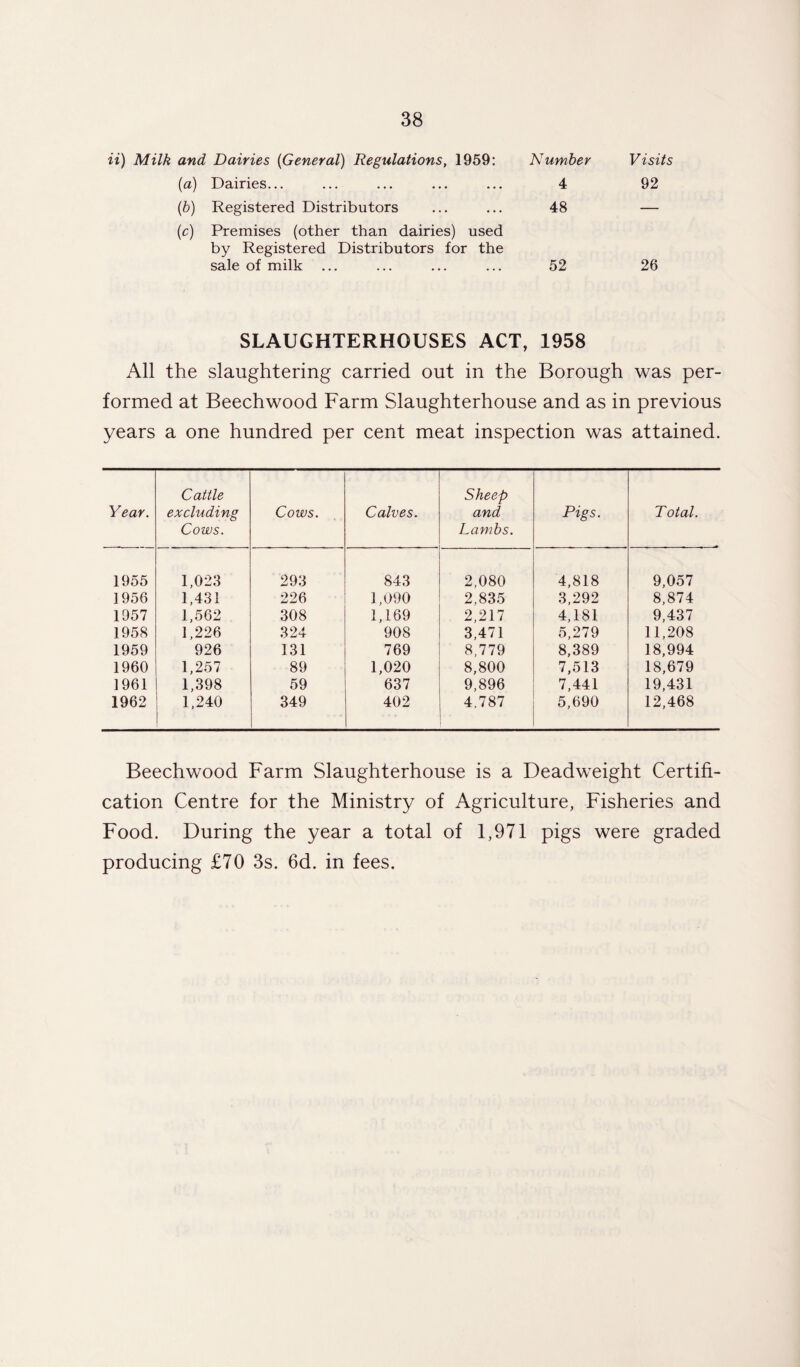 38
ii) Milk and Dairies (General) Regulations, 1959: Number Visits
(a) Dairies... ... ... ... ... 4 92
(b) Registered Distributors ... ... 48 —
(c) Premises (other than dairies) used
by Registered Distributors for the
sale of milk ... ... ... ... 52 26
SLAUGHTERHOUSES ACT, 1958
All the slaughtering carried out in the Borough was per-
formed at Beechwood Farm Slaughterhouse and as in previous
years a one hundred per cent meat inspection was attained.
Year. Cattle excluding Cows. Cows. Calves. Sheep and Lambs. Pigs. Total.
1955 1,023 293 843 2,080 4,818 9,057
1956 1,431 226 1,090 2,835 3,292 8,874
1957 1,562 308 1,169 2,217 4,181 9,437
1958 1,226 324 908 3,471 5,279 11,208
1959 926 131 769 8,779 8,389 18,994
1960 1,257 89 1,020 8,800 7,513 18,679
1961 1,398 59 637 9,896 7,441 19,431
1962 1,240 349 402 4,787 5,690 12,468
Beechwood Farm Slaughterhouse is a Deadweight Certifi-
cation Centre for the Ministry of Agriculture, Fisheries and
Food. During the year a total of 1,971 pigs were graded
producing £70 3s. 6d. in fees.